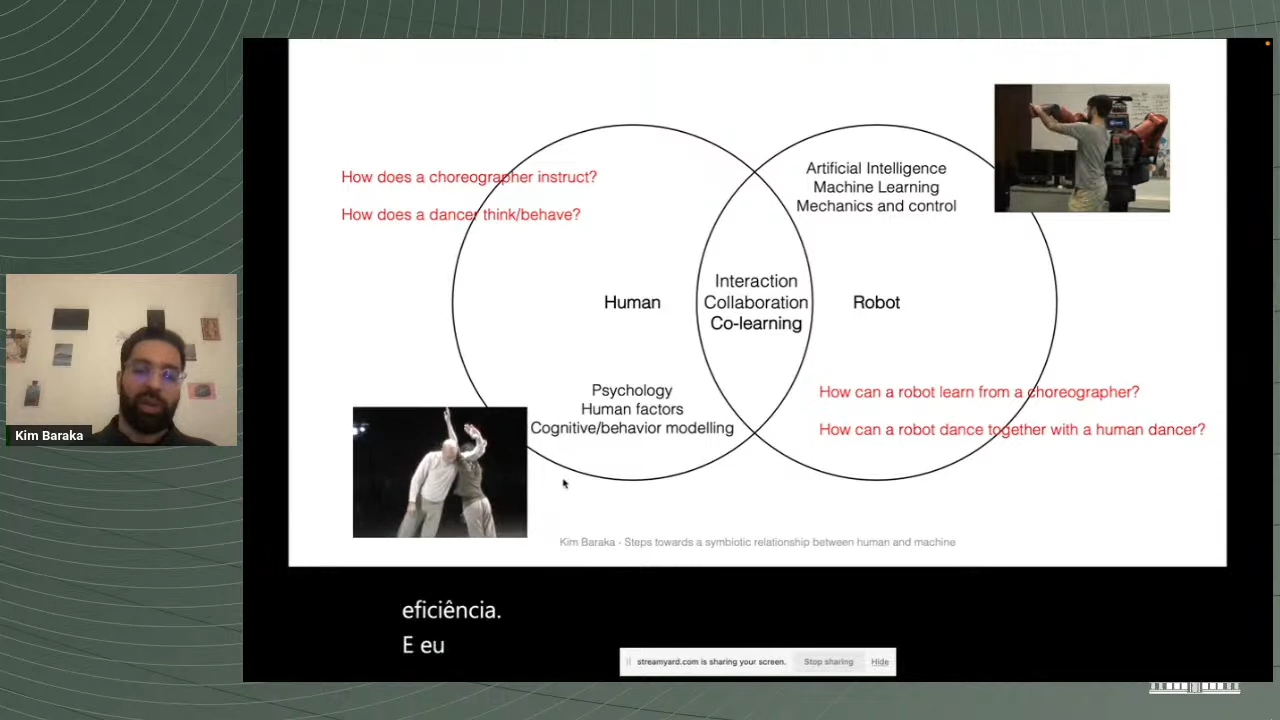 How does a choreographer instruct?
How does a dancer think/behave?
Artificial Intelligence
Machine Learning
Mechanics and control
Human
Interaction
Collaboration
Co-learning
Robot
Psychology
Human factors
Cognitive/behavior modelling
How can a robot learn from a choreographer?
How can a robot dance together with a human dancer?
Kim Baraka
Kim Baraka - Steps towards a symbiotic relationship between human and machine
eficiência.
E eu
streamyard.com is sharing your screen. Stop sharing Hide